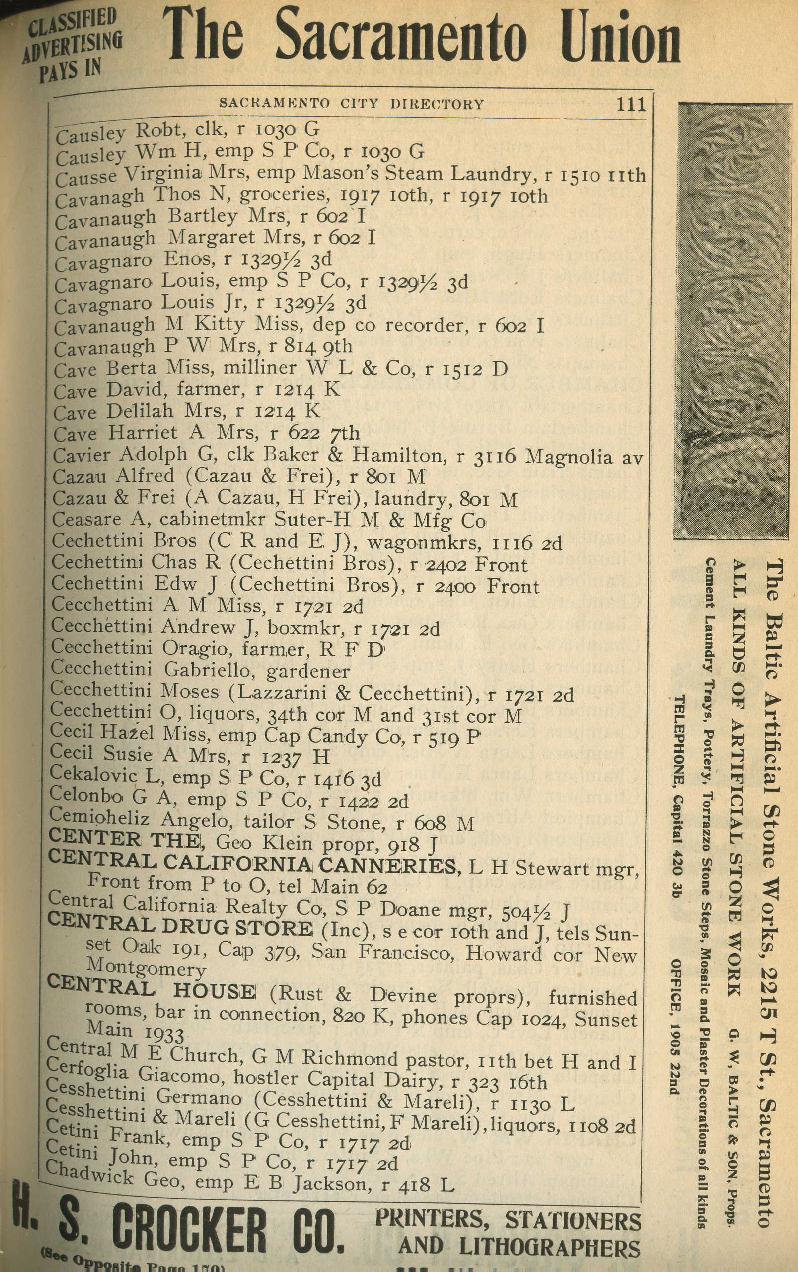 CLASSIFIED
ADVERTISING
PAYS IN
The Sacramento Union
SACRAMENTO CITY DIRECTORY 111
Causley Robt, clk, r 1030 G
Causley Wm H, emp S P Co, r 1030 G
Causse Virginia Mrs, emp Mason's Steam Laundry, r 1510 11th
Cavanagh Thos N, groceries, 1917 10th, r 1917 10th
Cavanaugh Bartley Mrs, r 602 I
Cavanaugh Margaret Mrs, r 602 I
Cavagnaro Enos, r 1329½ 3d
Cavagnaro Louis, emp S P Co, r 1329½ 3d
Cavagnaro Louis Jr, r 1329½ 3d
Cavanaugh M Kitty Miss, dep co recorder, r 602 I
Cavanaugh P W Mrs, r 814 9th
Cave Berta Miss, milliner W L & Co, r 1512 D
Cave David, farmer, r 1214 K
Cave Delilah Mrs, r 1214 K
Cave Harriet A Mrs, r 622 7th
Cavier Adolph G, clk Baker & Hamilton, r 3116 Magnolia av
Cazau Alfred (Cazau & Frei), r 801 M
Cazau & Frei (A Cazau, H Frei), laundry, 801 M
Ceasare A, cabinetmkr Suter-H M & Mfg Co
Cechettini Bros (C R and E J), wagonmkrs, 1116 2d
Cechettini Chas R (Cechettini Bros), r 2402 Front
Cechettini Edw J (Cechettini Bros), r 2400 Front
Cecchettini A M Miss, r 1721 2d
Cecchettini Andrew J, boxmkr, r 1721 2d
Cecchettini Oragio, farmer, R F D
Cecchettini Gabriello, gardener
Cecchettini Moses (Lazzarini & Cecchettini), r 1721 2d
Cecchettini O, liquors, 34th cor M and 31st cor M
Cecil Hazel Miss, emp Cap Candy Co, r 519 P
Cecil Susie A Mrs, r 1237 H
Cekalovic L, emp S P Co, r 1416 3d
Celonbo G A, emp S P Co, r 1422 2d
Cemioheliz Angelo, tailor S Stone, r 608 M
CENTER THE, Geo Klein propr, 918 J
CENTRAL CALIFORNIA CANNERIES, L H Stewart mgr,
Front from P to O, tel Main 62
Central California Realty Co, S P Doane mgr, 504½ J
CENTRAL DRUG STORE (Inc), s e cor 10th and J, tels Sun-
set Oak 191, Cap 379, San Francisco, Howard cor New
Montgomery
CENTRAL HOUSE (Rust & Devine proprs), furnished
rooms, bar in connection, 820 K, phones Cap 1024, Sunset
Main 1933
Central M E Church, G M Richmond pastor, 11th bet H and I
Cerfoglia Giacomo, hostler Capital Dairy, r 323 16th
Cesshettini Germano (Cesshettini & Mareli), r 1130 L
Cesshettini & Mareli (G Cesshettini, F Mareli), liquors, 1108 2d
Cetini Frank, emp S P Co, r 1717 2d
Cetini John, emp S P Co, r 1717 2d
Chadwick Geo, emp E B Jackson, r 418 L
The Baltic Artificial Stone Works, 2215 T St., Sacramento
ALL KINDS OF ARTIFICIAL STONE WORK G. W. BALTIC & SON, Props.
Cement Laundry Trays, Pottery, Torrazzo Stone Steps, Mosaic and Plaster Decorations of all kinds
TELEPHONE, Capital 420 3b OFFICE, 1905 22nd
H. S. CROCKER CO. PRINTERS, STATIONERS
AND LITHOGRAPHERS
(See Opposite Page 170)